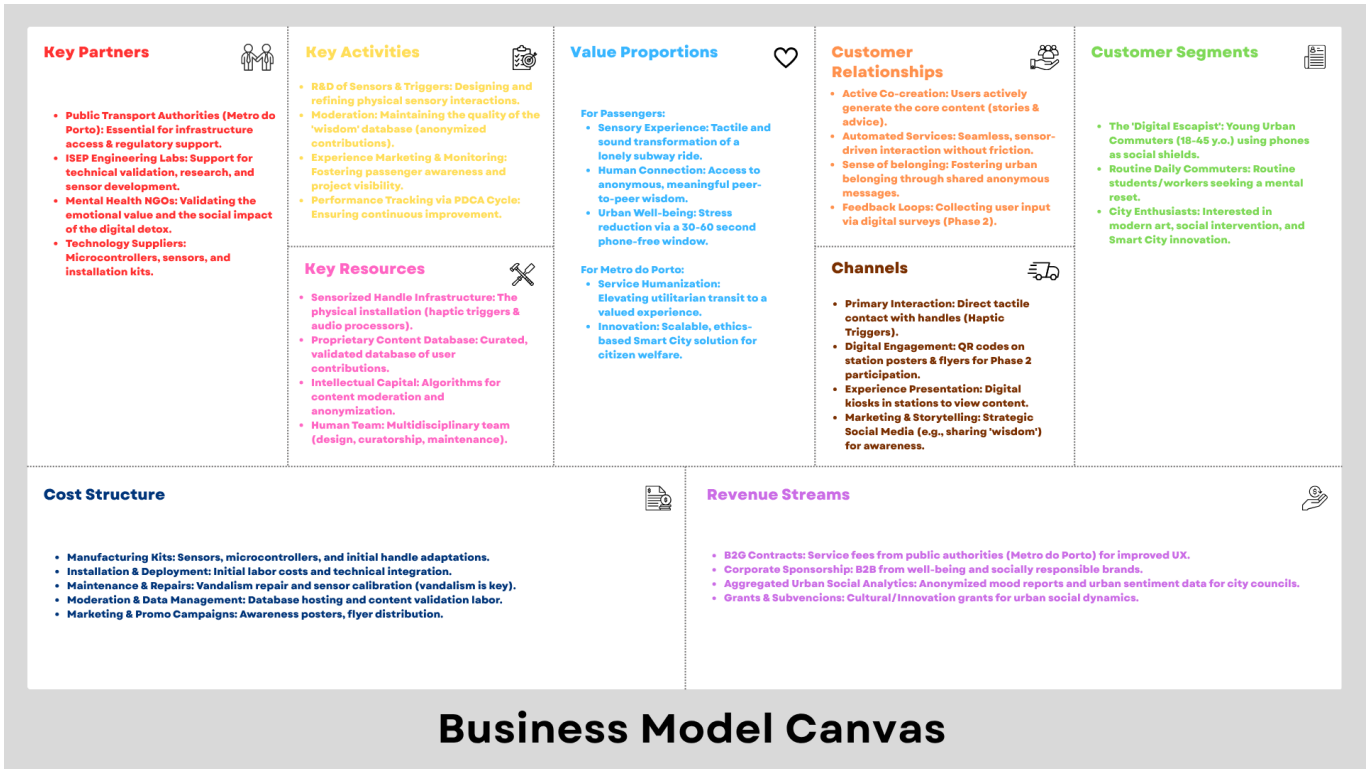 Key Partners
Public Transport Authorities (Metro do
Porto): Essential for infrastructure
access & regulatory support.
ISEP Engineering Labs: Support for
technical validation, research, and
sensor development.
Mental Health NGOs: Validating the
emotional value and the social impact
of the digital detox.
Technology Suppliers:
Microcontrollers, sensors, and
installation kits.
Key Activities
R&D of Sensors & Triggers: Designing and
refining physical sensory interactions.
Moderation: Maintaining the quality of the
'wisdom' database (anonymized
contributions).
Experience Marketing & Monitoring:
Fostering passenger awareness and
project visibility.
Performance Tracking via PDCA Cycle:
Ensuring continuous improvement.
Key Resources
Sensorized Handle Infrastructure: The
physical installation (haptic triggers &
audio processors).
Proprietary Content Database: Curated,
validated database of user
contributions.
Intellectual Capital: Algorithms for
content moderation and
anonymization.
Human Team: Multidisciplinary team
(design, curatorship, maintenance).
Value Proportions
For Passengers:
Sensory Experience: Tactile and
sound transformation of a
lonely subway ride.
Human Connection: Access to
anonymous, meaningful peer-
to-peer wisdom.
Urban Well-being: Stress
reduction via a 30-60 second
phone-free window.
For Metro do Porto:
Service Humanization:
Elevating utilitarian transit to a
valued experience.
Innovation: Scalable, ethics-
based Smart City solution for
citizen welfare.
Customer
Relationships
Active Co-creation: Users actively
generate the core content (stories &
advice).
Automated Services: Seamless, sensor-
driven interaction without friction.
Sense of belonging: Fostering urban
belonging through shared anonymous
messages.
Feedback Loops: Collecting user input
via digital surveys (Phase 2).
Channels
Primary Interaction: Direct tactile
contact with handles (Haptic
Triggers).
Digital Engagement: QR codes on
station posters & flyers for Phase 2
participation.
Experience Presentation: Digital
kiosks in stations to view content.
Marketing & Storytelling: Strategic
Social Media (e.g., sharing 'wisdom')
for awareness.
Customer Segments
The 'Digital Escapist': Young Urban
Commuters (18-45 y.o.) using phones
as social shields.
Routine Daily Commuters: Routine
students/workers seeking a mental
reset.
City Enthusiasts: Interested in
modern art, social intervention, and
Smart City innovation.
Cost Structure
Manufacturing Kits: Sensors, microcontrollers, and initial handle adaptations.
Installation & Deployment: Initial labor costs and technical integration.
Maintenance & Repairs: Vandalism repair and sensor calibration (vandalism is key).
Moderation & Data Management: Database hosting and content validation labor.
Marketing & Promo Campaigns: Awareness posters, flyer distribution.
Revenue Streams
B2G Contracts: Service fees from public authorities (Metro do Porto) for improved UX.
Corporate Sponsorship: B2B from well-being and socially responsible brands.
Aggregated Urban Social Analytics: Anonymized mood reports and urban sentiment data for city councils.
Grants & Subvencions: Cultural/Innovation grants for urban social dynamics.
Business Model Canvas